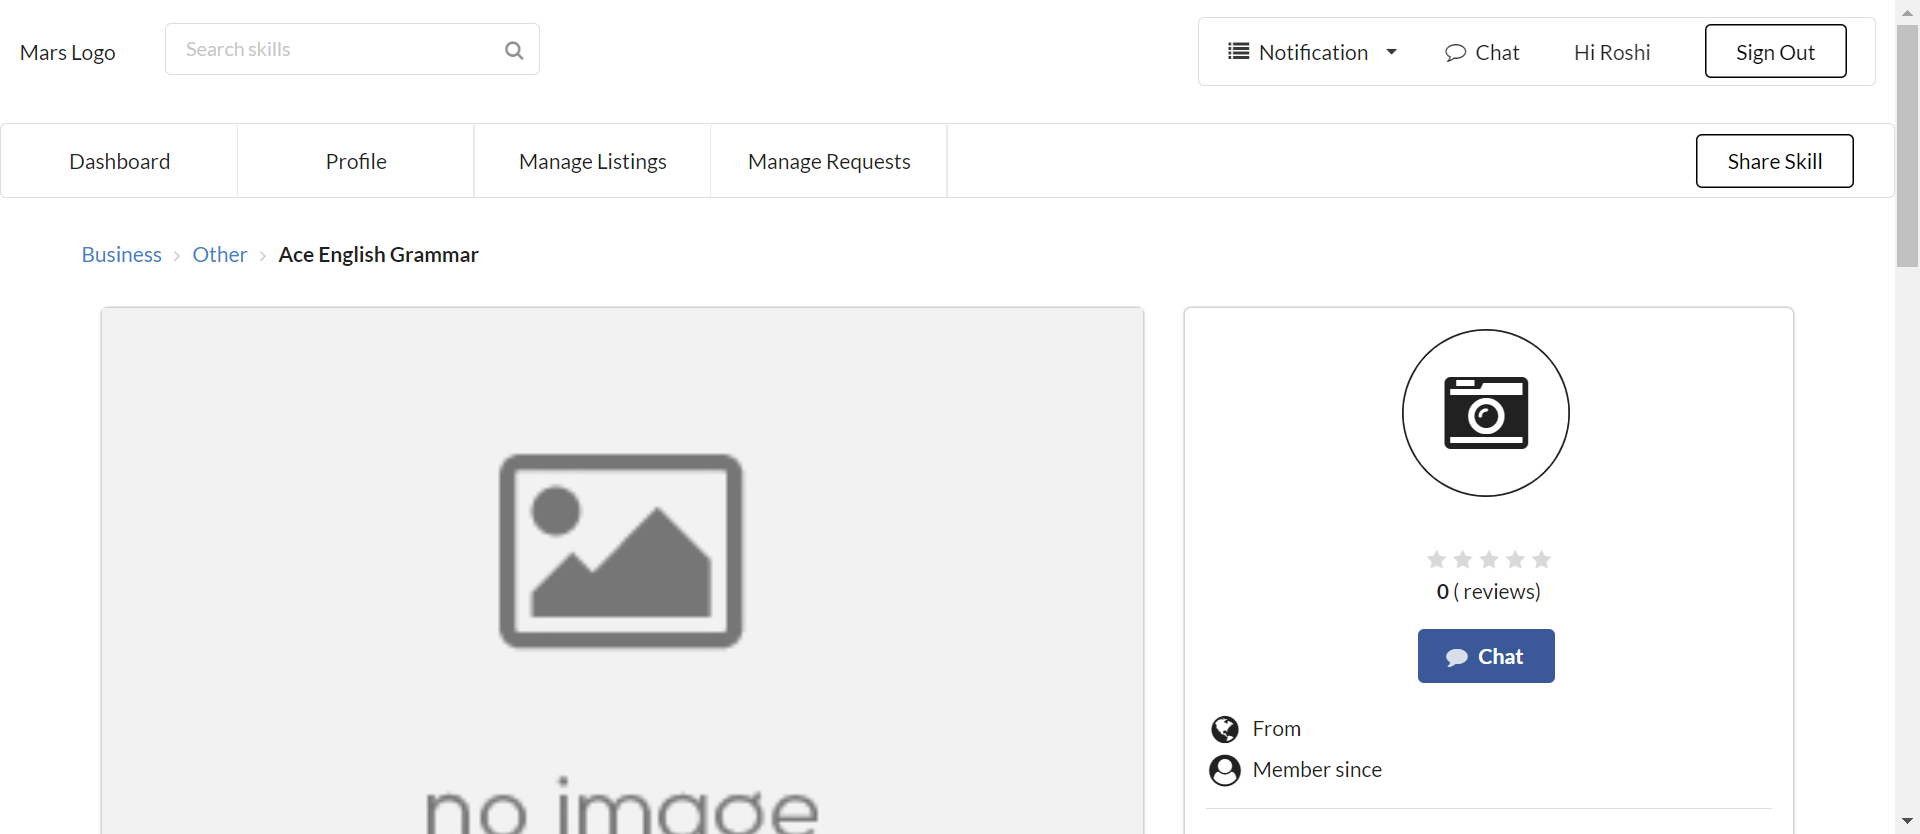 Mars Logo
Search skills
Notification
Chat
Hi Roshi
Sign Out
Dashboard
Profile
Manage Listings
Manage Requests
Share Skill
Business
Other
Ace English Grammar
no image
0 ( reviews)
Chat
From
Member since